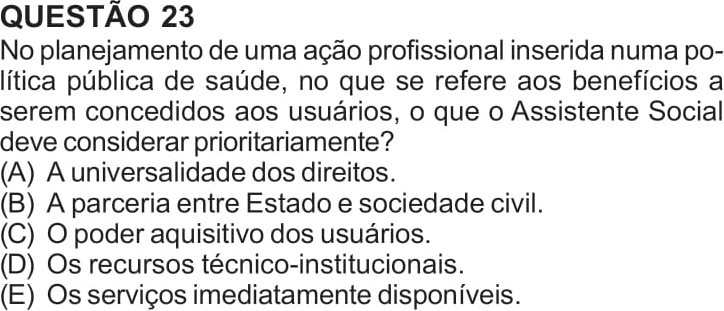 QUESTÃO 23
No planejamento de uma ação profissional inserida numa po-
lítica pública de saúde, no que se refere aos benefícios a
serem concedidos aos usuários, o que o Assistente Social
deve considerar prioritariamente?
(A) A universalidade dos direitos.
(B) A parceria entre Estado e sociedade civil.
(C) O poder aquisitivo dos usuários.
(D) Os recursos técnico-institucionais.
(E) Os serviços imediatamente disponíveis.